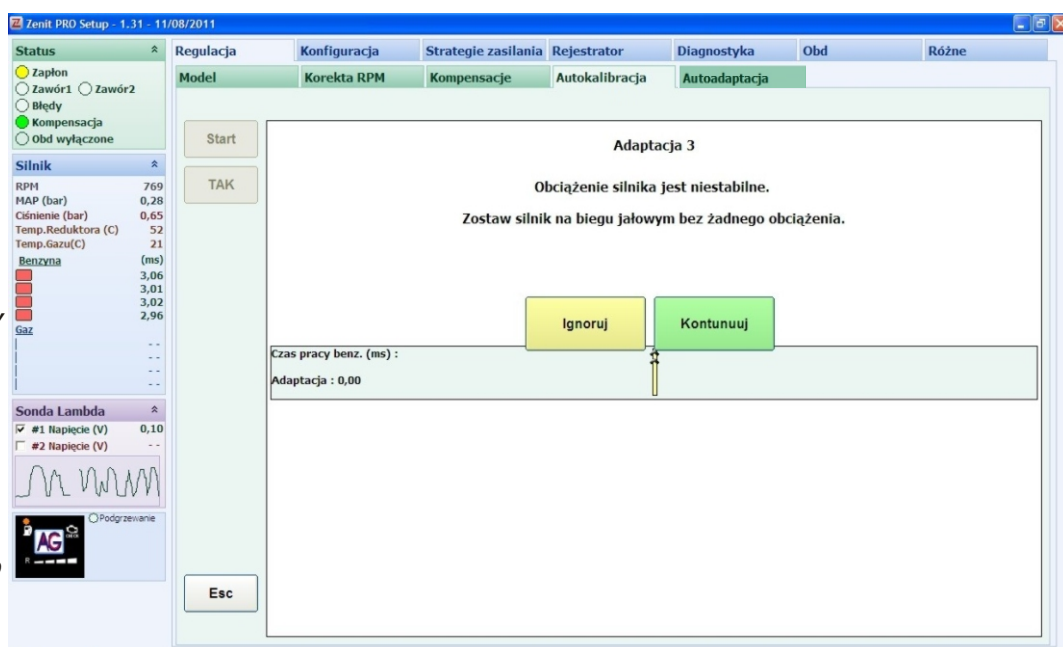 Zenit PRO Setup - 1.31 - 11/08/2011
Status
Zapłon
Zawór1 Zawór2
Błędy
Kompensacja
Obd wyłączone
Silnik
RPM 769
MAP (bar) 0,28
Ciśnienie (bar) 0,65
Temp.Reduktora (C) 52
Temp.Gazu(C) 21
Benzyna (ms)
3,06
3,01
3,02
2,96
Gaz
- -
- -
- -
- -
Sonda Lambda
#1 Napięcie (V) 0,10
#2 Napięcie (V) - -
Podgrzewanie
AG
R
Regulacja Konfiguracja Strategie zasilania Rejestrator Diagnostyka Obd Różne
Model Korekta RPM Kompensacje Autokalibracja Autoadaptacja
Start
TAK
Esc
Adaptacja 3
Obciążenie silnika jest niestabilne.
Zostaw silnik na biegu jałowym bez żadnego obciążenia.
Ignoruj Kontunuuj
Czas pracy benz. (ms) :
Adaptacja : 0,00